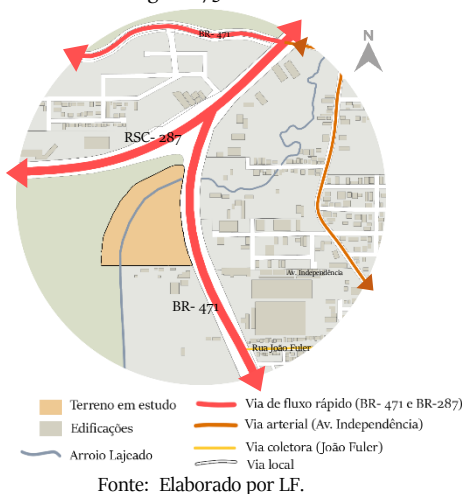 BR- 471
RSC- 287
BR- 471
Av. Independência
Rua João Fuler
Terreno em estudo
Edificações
Arroio Lajeado
Via de fluxo rápido (BR- 471 e BR-287)
Via arterial (Av. Independência)
Via coletora (João Fuler)
Via local
Fonte: Elaborado por LF.